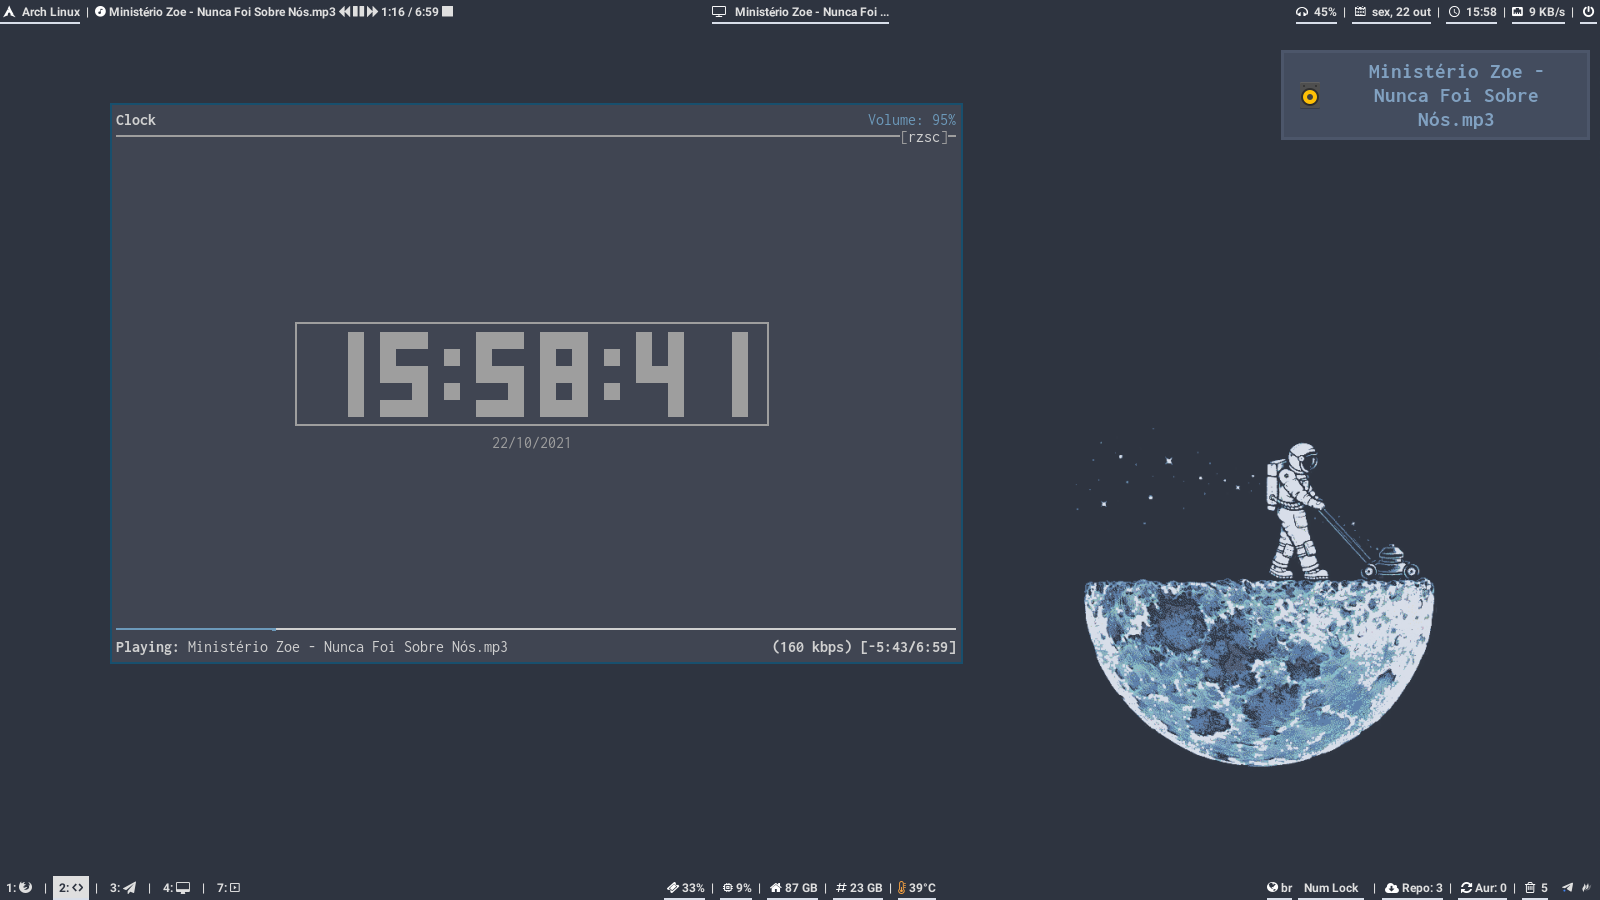 Arch Linux | Ministério Zoe - Nunca Foi Sobre Nós.mp3 1:16 / 6:59
Ministério Zoe - Nunca Foi ...
45% | sex, 22 out | 15:58 | 9 KB/s |
Ministério Zoe -
Nunca Foi Sobre
Nós.mp3
Clock Volume: 95%
[rzsc]
15:58:41
22/10/2021
Playing: Ministério Zoe - Nunca Foi Sobre Nós.mp3 (160 kbps) [-5:43/6:59]
1: | 2: | 3: | 4: | 7:
33% | 9% | 87 GB | # 23 GB | 39°C
br Num Lock | Repo: 3 | Aur: 0 | 5